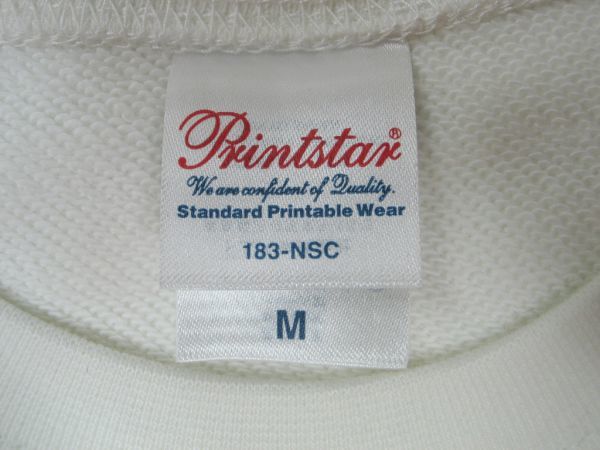 Printstar®
We are confident of Quality.
Standard Printable Wear
183-NSC
M